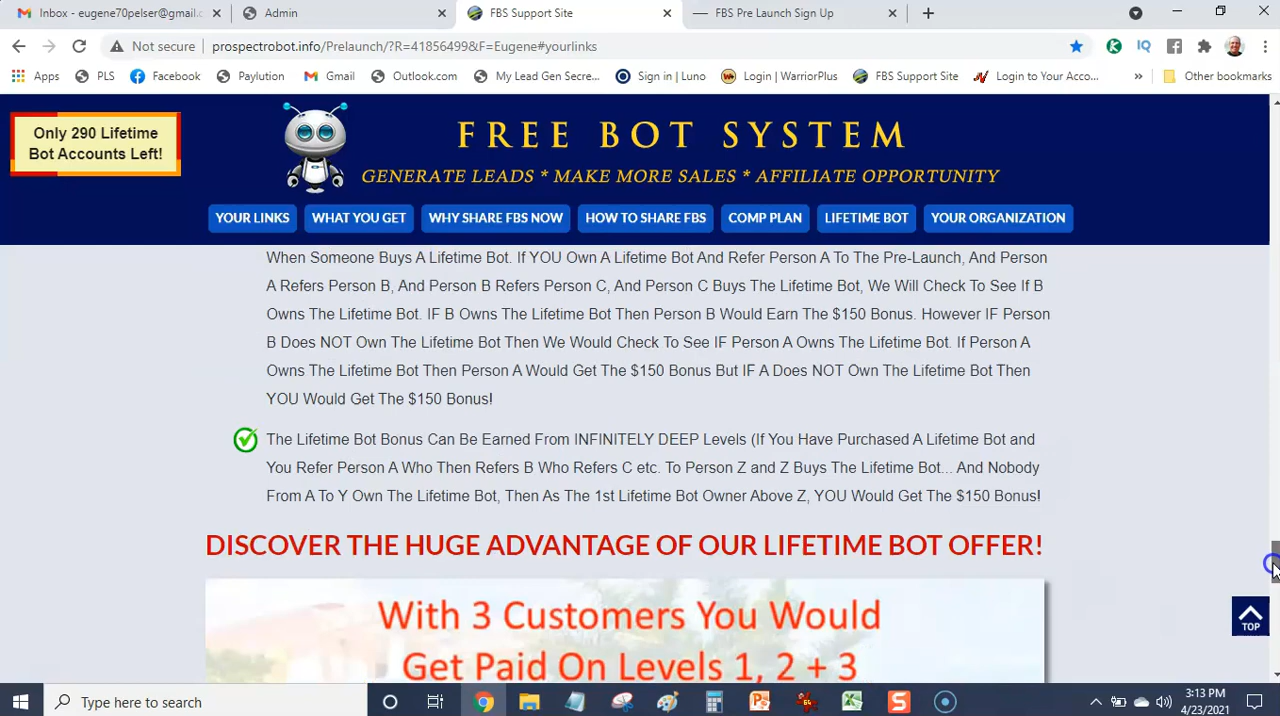 Inbox - eugene70pelser@gmail.c
Admin
FBS Support Site
FBS Pre Launch Sign Up
Not secure
prospectrobot.info/Prelaunch/?R=41856499&F=Eugene#yourlinks
IQ
Apps
PLS
Facebook
Paylution
Gmail
Outlook.com
My Lead Gen Secre...
Sign in | Luno
Login | WarriorPlus
FBS Support Site
Login to Your Acco...
»
Other bookmarks
Only 290 Lifetime
Bot Accounts Left!
FREE BOT SYSTEM
GENERATE LEADS * MAKE MORE SALES * AFFILIATE OPPORTUNITY
YOUR LINKS
WHAT YOU GET
WHY SHARE FBS NOW
HOW TO SHARE FBS
COMP PLAN
LIFETIME BOT
YOUR ORGANIZATION
When Someone Buys A Lifetime Bot. If YOU Own A Lifetime Bot And Refer Person A To The Pre-Launch, And Person
A Refers Person B, And Person B Refers Person C, And Person C Buys The Lifetime Bot, We Will Check To See If B
Owns The Lifetime Bot. IF B Owns The Lifetime Bot Then Person B Would Earn The $150 Bonus. However IF Person
B Does NOT Own The Lifetime Bot Then We Would Check To See IF Person A Owns The Lifetime Bot. If Person A
Owns The Lifetime Bot Then Person A Would Get The $150 Bonus But IF A Does NOT Own The Lifetime Bot Then
YOU Would Get The $150 Bonus!
The Lifetime Bot Bonus Can Be Earned From INFINITELY DEEP Levels (If You Have Purchased A Lifetime Bot and
You Refer Person A Who Then Refers B Who Refers C etc. To Person Z and Z Buys The Lifetime Bot... And Nobody
From A To Y Own The Lifetime Bot, Then As The 1st Lifetime Bot Owner Above Z, YOU Would Get The $150 Bonus!
DISCOVER THE HUGE ADVANTAGE OF OUR LIFETIME BOT OFFER!
With 3 Customers You Would
Get Paid On Levels 1, 2 + 3
TOP
Type here to search
3:13 PM
4/23/2021